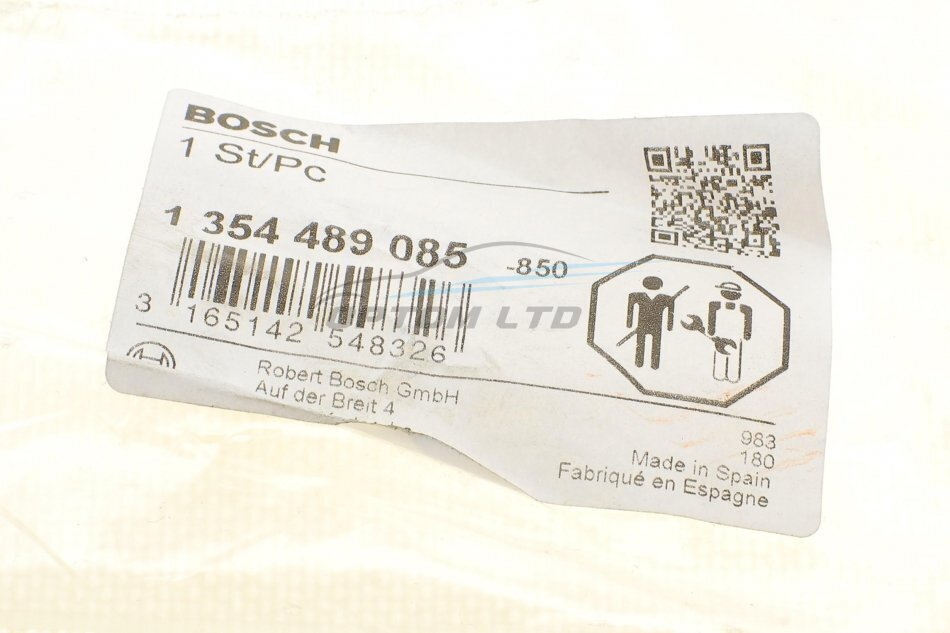 BOSCH
1 St/Pc
1 354 489 085 -850
OPTOM LTD
3 165142 548326
Robert Bosch GmbH
Auf der Breit 4
983
180
Made in Spain
Fabriqué en Espagne